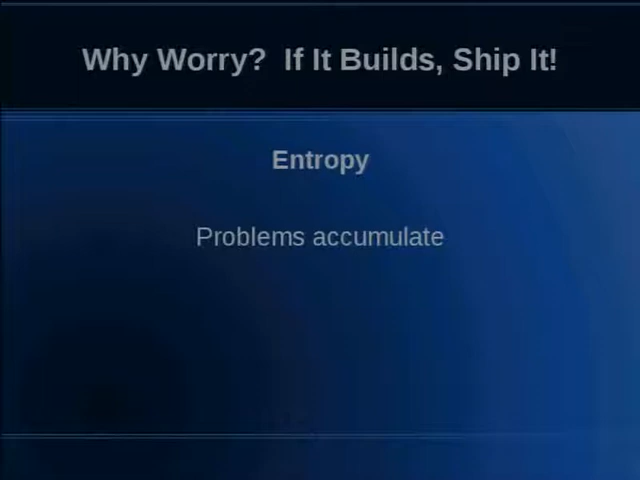 Why Worry?  If It Builds, Ship It!
Entropy
Problems accumulate